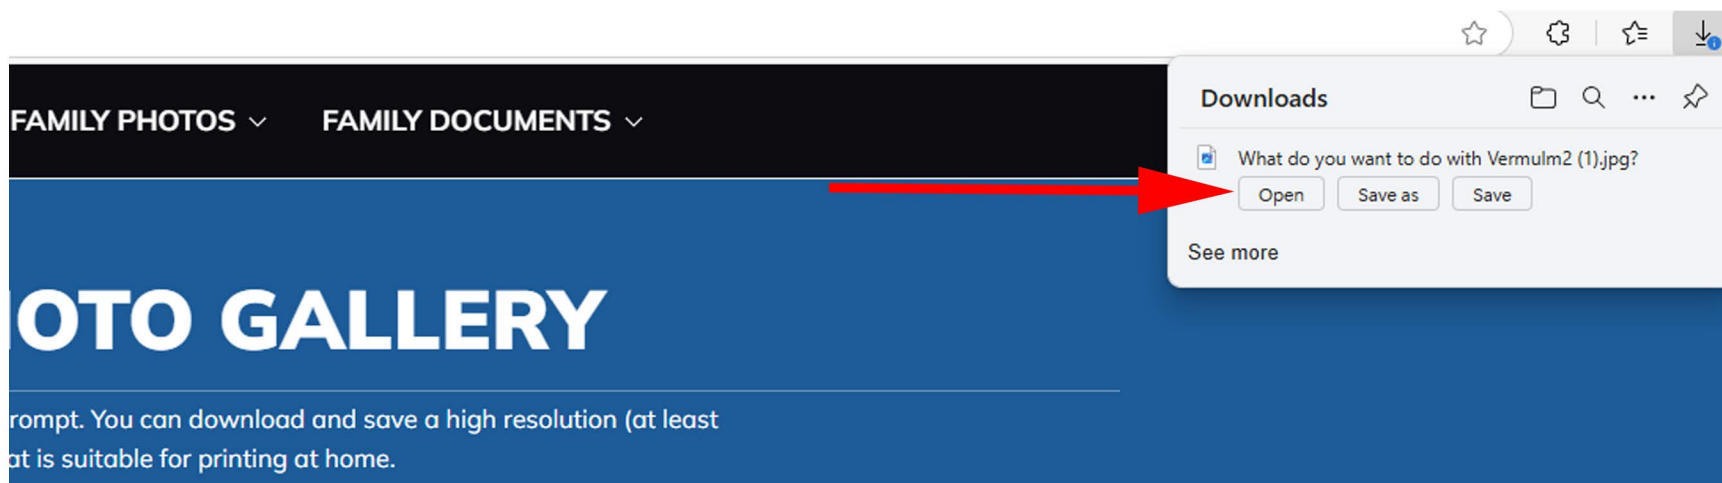 FAMILY PHOTOS FAMILY DOCUMENTS
Downloads
What do you want to do with Vermulm2 (1).jpg?
Open Save as Save
See more
OTO GALLERY
rompt. You can download and save a high resolution (at least
at is suitable for printing at home.